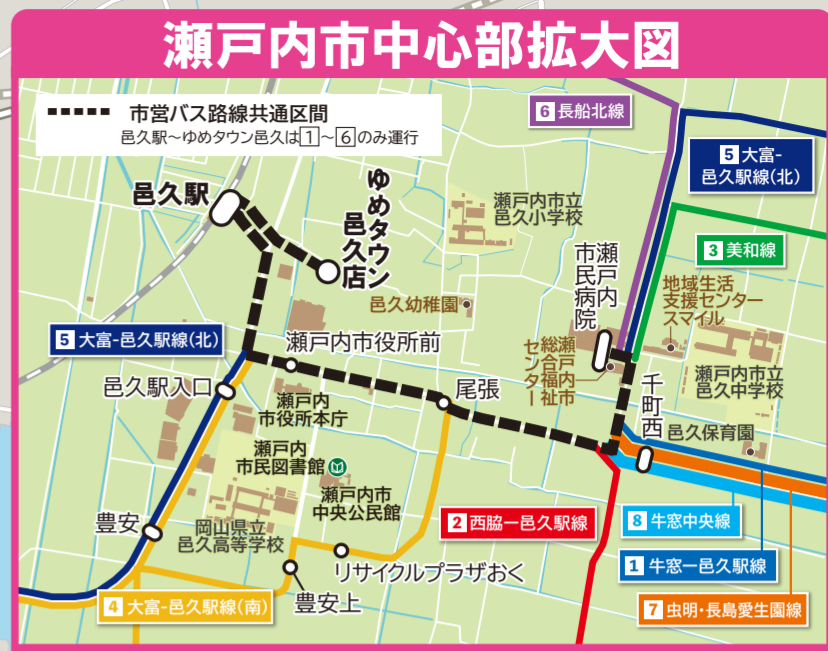 瀬戸内市中心部拡大図
市営バス路線共通区間
邑久駅～ゆめタウン邑久は1～6のみ運行
6 長船北線
5 大富-
邑久駅線(北)
邑久駅
ゆめタウン
邑久店
瀬戸内市立
邑久小学校
3 美和線
瀬戸内
市民病院
地域生活
支援センター
スマイル
邑久幼稚園
瀬戸内市
総合福祉
センター
5 大富-邑久駅線(北)
瀬戸内市役所前
瀬戸内市立
邑久中学校
邑久駅入口
尾張
千町西
瀬戸内
市役所本庁
邑久保育園
瀬戸内
市民図書館
瀬戸内市
中央公民館
豊安
岡山県立
邑久高等学校
2 西脇ー邑久駅線
8 牛窓中央線
リサイクルプラザおく
1 牛窓ー邑久駅線
豊安上
4 大富-邑久駅線(南)
7 虫明・長島愛生園線